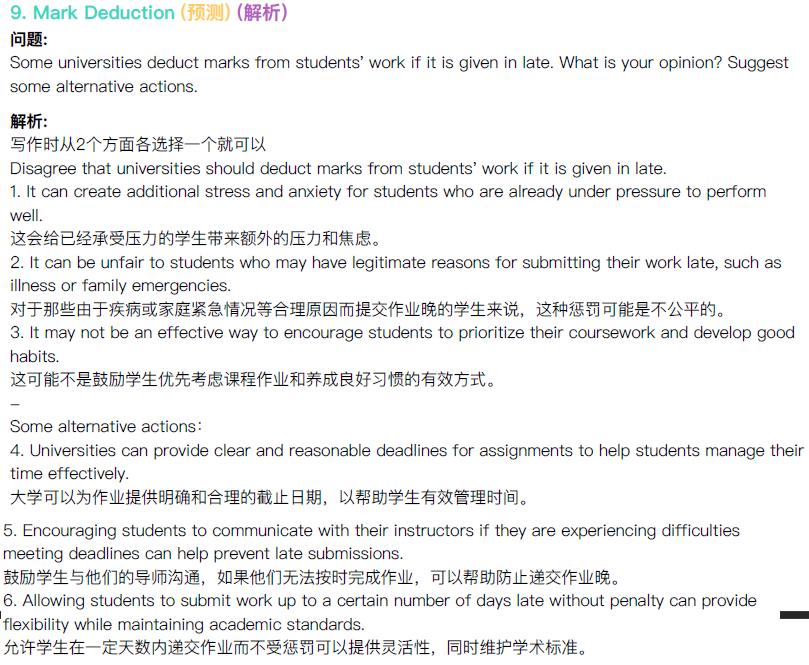 9. Mark Deduction (预测) (解析)
问题:
Some universities deduct marks from students' work if it is given in late. What is your opinion? Suggest
some alternative actions.
解析:
写作时从2个方面各选择一个就可以
Disagree that universities should deduct marks from students' work if it is given in late.
1. It can create additional stress and anxiety for students who are already under pressure to perform
well.
这会给已经承受压力的学生带来额外的压力和焦虑。
2. It can be unfair to students who may have legitimate reasons for submitting their work late, such as
illness or family emergencies.
对于那些由于疾病或家庭紧急情况等合理原因而提交作业晚的学生来说，这种惩罚可能是不公平的。
3. It may not be an effective way to encourage students to prioritize their coursework and develop good
habits.
这可能不是鼓励学生优先考虑课程作业和养成良好习惯的有效方式。
–
Some alternative actions：
4. Universities can provide clear and reasonable deadlines for assignments to help students manage their
time effectively.
大学可以为作业提供明确和合理的截止日期，以帮助学生有效管理时间。
5. Encouraging students to communicate with their instructors if they are experiencing difficulties
meeting deadlines can help prevent late submissions.
鼓励学生与他们的导师沟通，如果他们无法按时完成作业，可以帮助防止递交作业晚。
6. Allowing students to submit work up to a certain number of days late without penalty can provide
flexibility while maintaining academic standards.
允许学生在一定天数内递交作业而不受惩罚可以提供灵活性，同时维护学术标准。